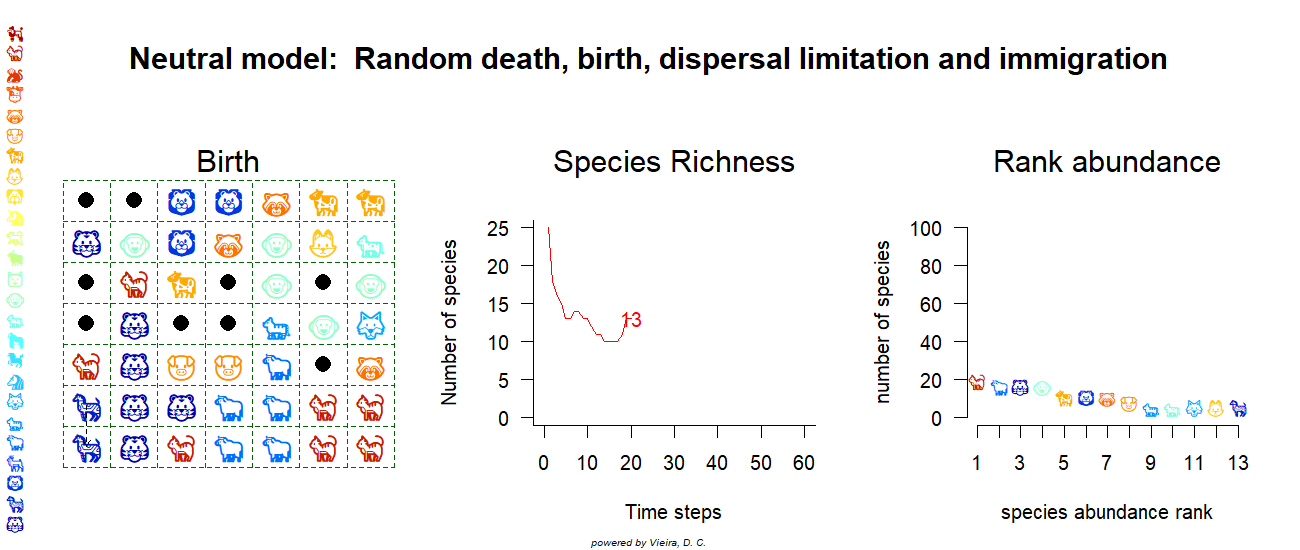 Neutral model:  Random death, birth, dispersal limitation and immigration
Birth
Species Richness
Number of species
25
20
15
10
5
0
13
0 10 20 30 40 50 60
Time steps
Rank abundance
number of species
100
80
60
40
20
0
1 3 5 7 9 11 13
species abundance rank
powered by Vieira, D. C.